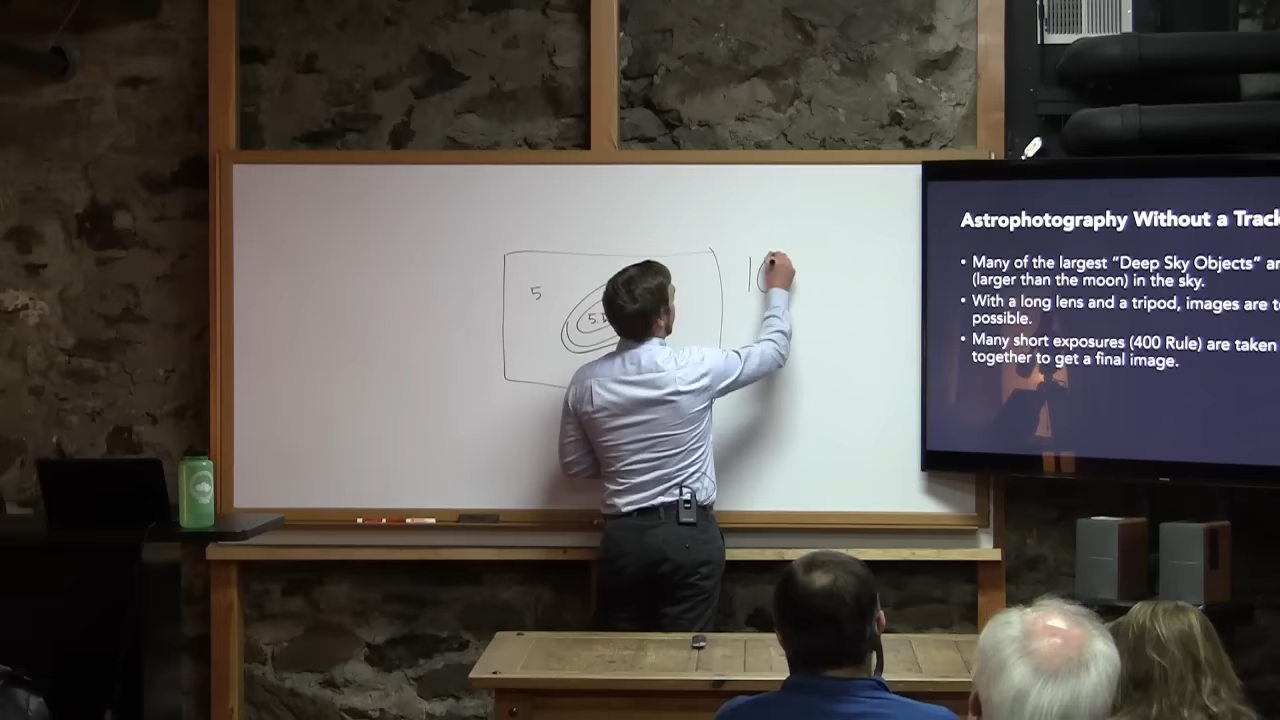 5
5.1
10
Astrophotography Without a Track
• Many of the largest “Deep Sky Objects” ar
(larger than the moon) in the sky.
• With a long lens and a tripod, images are t
possible.
• Many short exposures (400 Rule) are taken
together to get a final image.